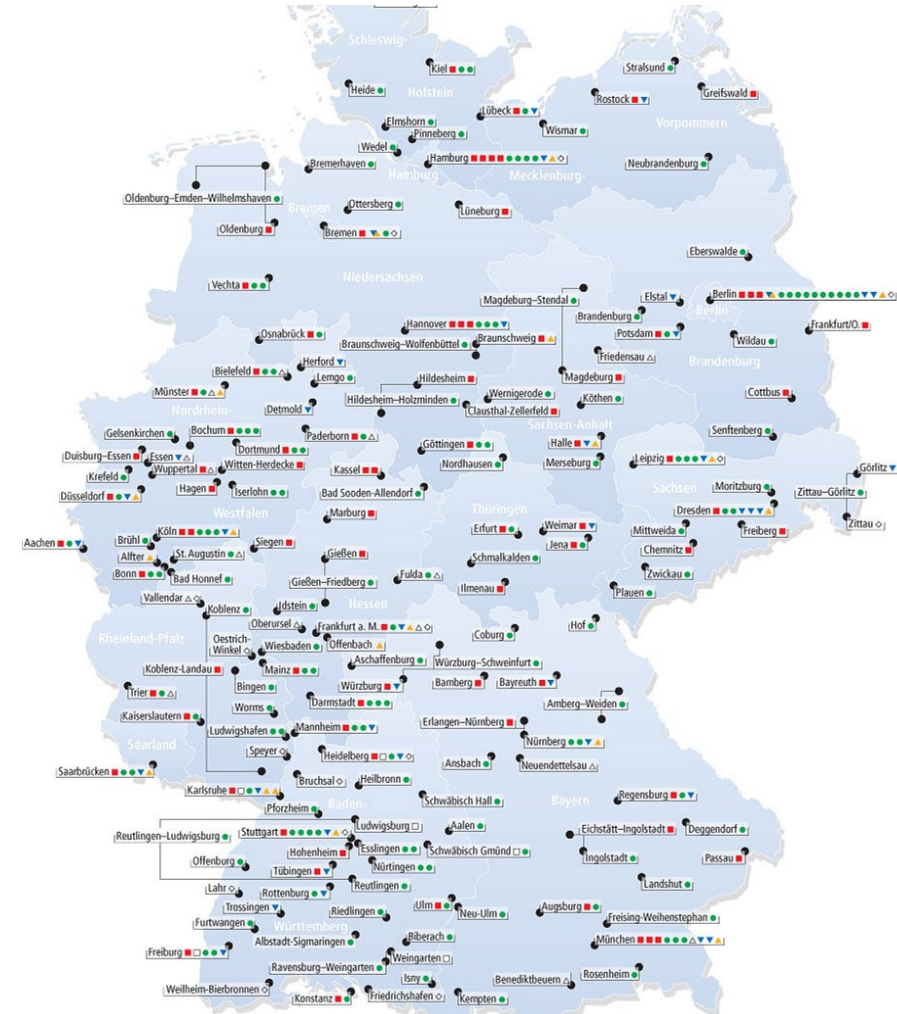 Schleswig-
Kiel
Stralsund
Heide
Holstein
Greifswald
Rostock
Lübeck
Elmshorn
Wismar
Vorpommern
Pinneberg
Wedel
Hamburg
Bremerhaven
Neubrandenburg
Hamburg
Mecklenburg-
Oldenburg–Emden–Wilhelmshaven
Ottersberg
Bremen
Lüneburg
Oldenburg
Bremen
Eberswalde
Niedersachsen
Vechta
Magdeburg–Stendal
Elstal
Berlin
Berlin
Brandenburg
Hannover
Frankfurt/O.
Osnabrück
Braunschweig
Potsdam
Wildau
Braunschweig–Wolfenbüttel
Friedensau
Brandenburg
Herford
Bielefeld
Lemgo
Hildesheim
Magdeburg
Münster
Wernigerode
Cottbus
Hildesheim–Holzminden
Köthen
Detmold
Clausthal-Zellerfeld
Nordrhein-
Sachsen-Anhalt
Gelsenkirchen
Bochum
Paderborn
Senftenberg
Göttingen
Halle
Dortmund
Duisburg–Essen
Essen
Nordhausen
Merseburg
Leipzig
Witten-Herdecke
Wuppertal
Kassel
Görlitz
Krefeld
Hagen
Iserlohn
Bad Sooden-Allendorf
Moritzburg
Zittau–Görlitz
Düsseldorf
Sachsen
Westfalen
Marburg
Thüringen
Dresden
Zittau
Köln
Erfurt
Weimar
Mittweida
Freiberg
Aachen
Brühl
Siegen
Jena
Chemnitz
Alfter
St. Augustin
Gießen
Schmalkalden
Bonn
Bad Honnef
Fulda
Zwickau
Gießen–Friedberg
Ilmenau
Plauen
Vallendar
Koblenz
Idstein
Hessen
Oberursel
Frankfurt a. M.
Coburg
Hof
Rheinland-Pfalz
Oestrich-
Winkel
Wiesbaden
Offenbach
Aschaffenburg
Würzburg–Schweinfurt
Koblenz-Landau
Mainz
Bingen
Würzburg
Bamberg
Bayreuth
Trier
Darmstadt
Amberg–Weiden
Worms
Kaiserslautern
Erlangen–Nürnberg
Ludwigshafen
Mannheim
Nürnberg
Saarland
Speyer
Heidelberg
Ansbach
Neuendettelsau
Saarbrücken
Bruchsal
Heilbronn
Karlsruhe
Regensburg
Schwäbisch Hall
Bayern
Pforzheim
Baden-
Ludwigsburg
Aalen
Eichstätt–Ingolstadt
Deggendorf
Reutlingen–Ludwigsburg
Stuttgart
Esslingen
Schwäbisch Gmünd
Hohenheim
Ingolstadt
Passau
Offenburg
Nürtingen
Tübingen
Reutlingen
Landshut
Lahr
Rottenburg
Trossingen
Riedlingen
Ulm
Neu-Ulm
Augsburg
Furtwangen
Württemberg
Freising-Weihenstephan
Albstadt-Sigmaringen
Biberach
München
Freiburg
Weingarten
Ravensburg–Weingarten
Rosenheim
Isny
Benediktbeuern
Weilheim-Bierbronnen
Konstanz
Friedrichshafen
Kempten